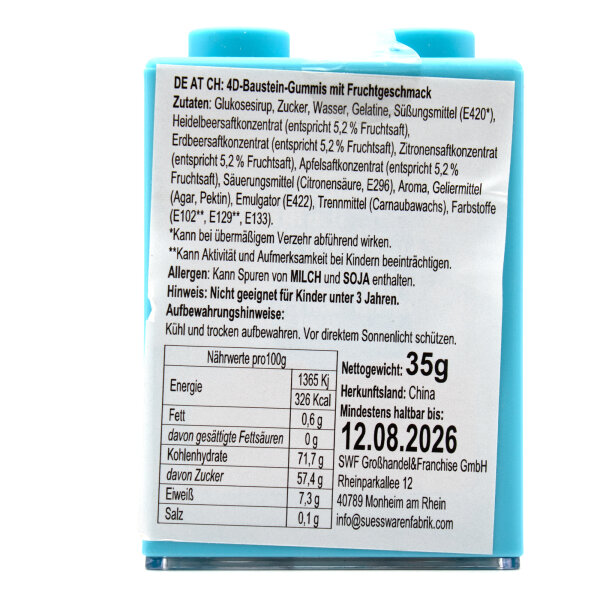 DE AT CH: 4D-Baustein-Gummis mit Fruchtgeschmack
Zutaten: Glukosesirup, Zucker, Wasser, Gelatine, Süßungsmittel (E420*),
Heidelbeersaftkonzentrat (entspricht 5,2 % Fruchtsaft),
Erdbeersaftkonzentrat (entspricht 5,2 % Fruchtsaft), Zitronensaftkonzentrat
(entspricht 5,2 % Fruchtsaft), Apfelsaftkonzentrat (entspricht 5,2 %
Fruchtsaft), Säuerungsmittel (Citronensäure, E296), Aroma, Geliermittel
(Agar, Pektin), Emulgator (E422), Trennmittel (Carnaubawachs), Farbstoffe
(E102**, E129**, E133).
*Kann bei übermäßigem Verzehr abführend wirken.
**Kann Aktivität und Aufmerksamkeit bei Kindern beeinträchtigen.
Allergen: Kann Spuren von MILCH und SOJA enthalten.
Hinweis: Nicht geeignet für Kinder unter 3 Jahren.
Aufbewahrungshinweise:
Kühl und trocken aufbewahren. Vor direktem Sonnenlicht schützen.
Nährwerte pro100g
Energie 1365 Kj
326 Kcal
Fett 0,6 g
davon gesättigte Fettsäuren 0 g
Kohlenhydrate 71,7 g
davon Zucker 57,4 g
Eiweiß 7,3 g
Salz 0,1 g
Nettogewicht: 35g
Herkunftsland: China
Mindestens haltbar bis:
12.08.2026
SWF Großhandel&Franchise GmbH
Rheinparkallee 12
40789 Monheim am Rhein
info@suesswarenfabrik.com